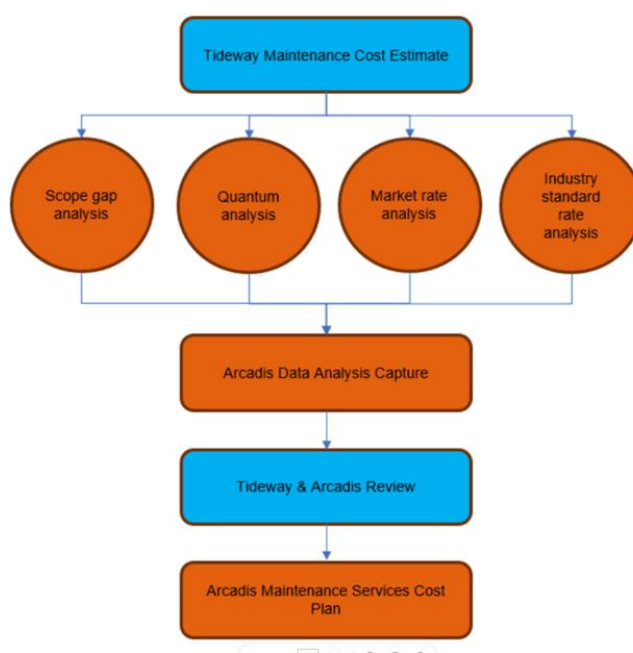 Tideway Maintenance Cost Estimate
Scope gap
analysis
Quantum
analysis
Market rate
analysis
Industry
standard
rate
analysis
Arcadis Data Analysis Capture
Tideway & Arcadis Review
Arcadis Maintenance Services Cost
Plan